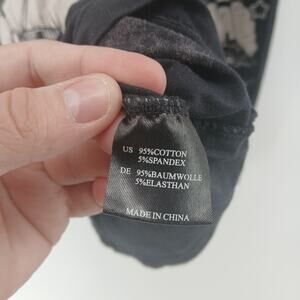 US 95%COTTON
5%SPANDEX
DE 95%BAUMWOLLE
5%ELASTHAN
MADE IN CHINA